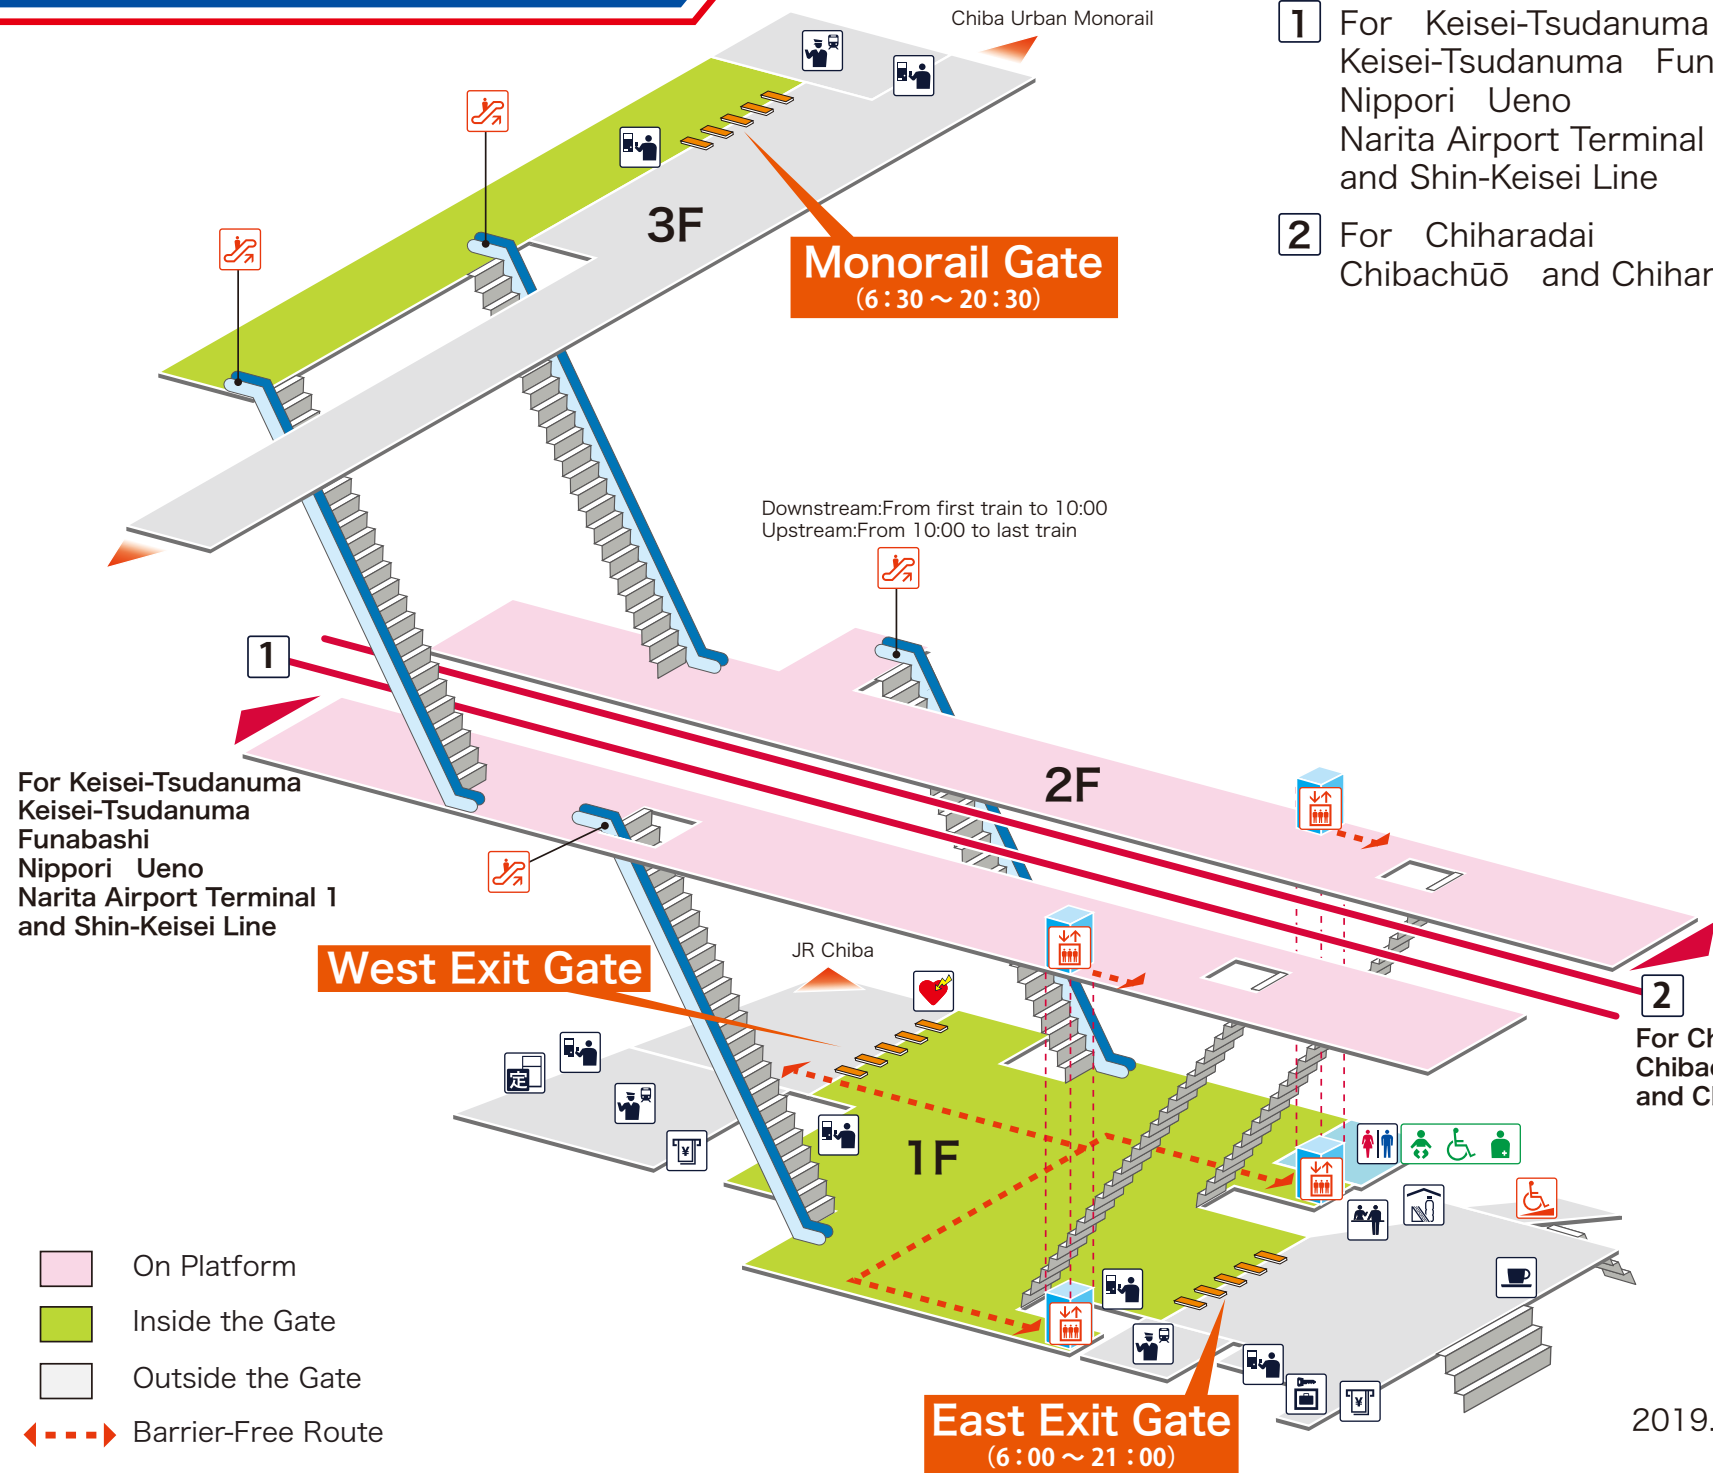 Chiba Urban Monorail
1 For Keisei-Tsudanuma
Keisei-Tsudanuma
Nippori Ueno
Narita Airport Terminal
and Shin-Keisei Line
2 For Chiharadai
Chibachūō and
3F
Monorail Gate
(6:30～20:30)
Downstream:From first train to 10:00
Upstream:From 10:00 to last train
1
2F
For Keisei-Tsudanuma
Keisei-Tsudanuma
Funabashi
Nippori Ueno
Narita Airport Terminal 1
and Shin-Keisei Line
West Exit Gate
JR Chiba
2
For
and
定
¥
1F
On Platform
Inside the Gate
Outside the Gate
Barrier-Free Route
¥
East Exit Gate
(6:00～21:00)
2019.